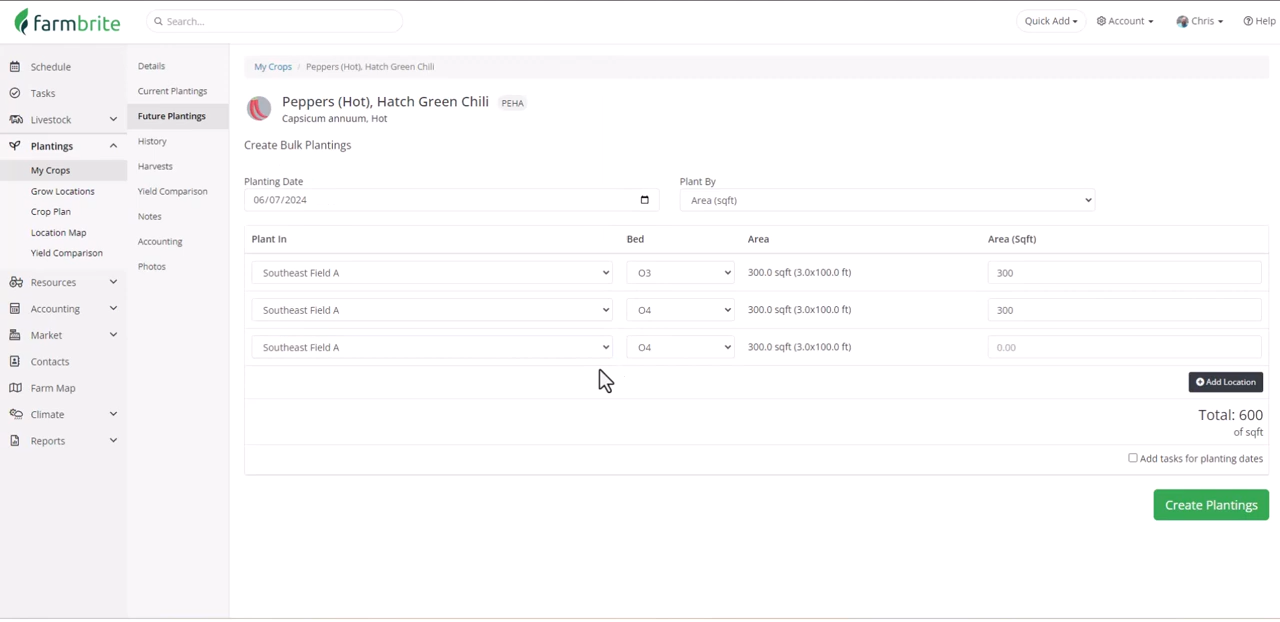 farmbrite
Search...
Quick Add
Account
Chris
Help
Schedule
Tasks
Livestock
Plantings
My Crops
Grow Locations
Crop Plan
Location Map
Yield Comparison
Resources
Accounting
Market
Contacts
Farm Map
Climate
Reports
Details
Current Plantings
Future Plantings
History
Harvests
Yield Comparison
Notes
Accounting
Photos
My Crops / Peppers (Hot), Hatch Green Chili
Peppers (Hot), Hatch Green Chili PEHA
Capsicum annuum, Hot
Create Bulk Plantings
Planting Date
06/07/2024
Plant By
Area (sqft)
Plant In Bed Area Area (Sqft)
Southeast Field A O3 300.0 sqft (3.0x100.0 ft) 300
Southeast Field A O4 300.0 sqft (3.0x100.0 ft) 300
Southeast Field A O4 300.0 sqft (3.0x100.0 ft) 0.00
Add Location
Total: 600
of sqft
Add tasks for planting dates
Create Plantings